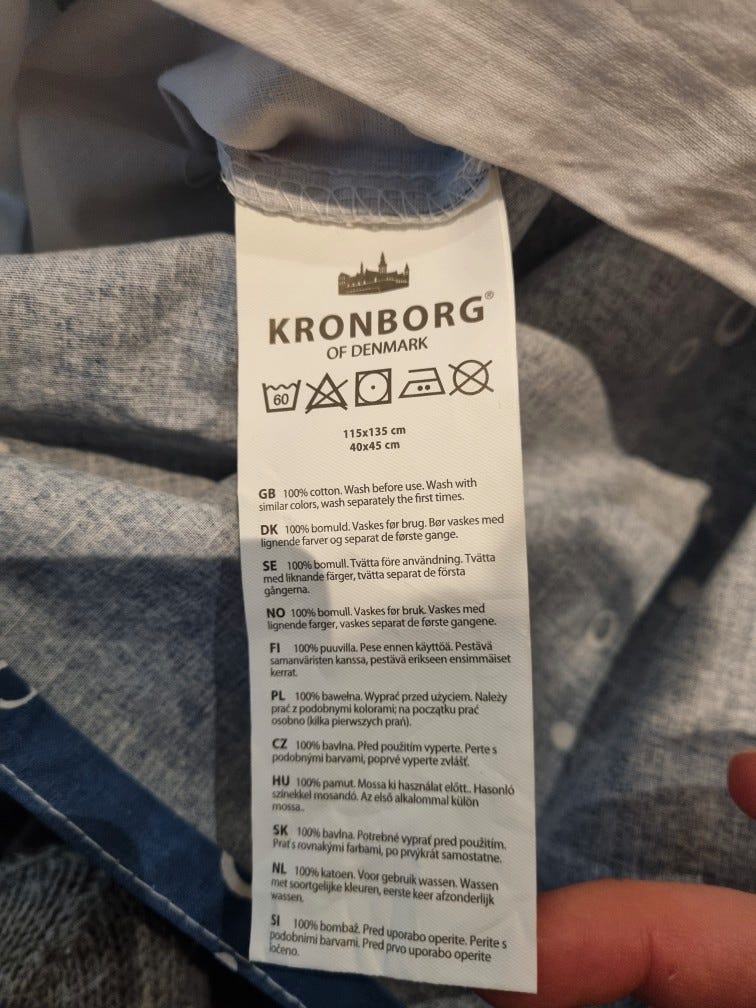 KRONBORG®
OF DENMARK
60
115x135 cm
40x45 cm
GB 100% cotton. Wash before use. Wash with
similar colors, wash separately the first times.
DK 100% bomuld. Vaskes før brug. Bør vaskes med
lignende farver og separat de første gange.
SE 100% bomull. Tvätta före användning. Tvätta
med liknande färger, tvätta separat de första
gångerna.
NO 100% bomull. Vaskes før bruk. Vaskes med
lignende farger, vaskes separat de første gangene.
FI 100% puuvilla. Pese ennen käyttöä. Pestävä
samanväristen kanssa, pestävä erikseen ensimmäiset
kerrat.
PL 100% bawełna. Wyprać przed użyciem. Należy
prać z podobnymi kolorami; na początku prać
osobno (kilka pierwszych prań).
CZ 100% bavlna. Před použitím vyperte. Perte s
podobnými barvami, poprvé vyperte zvlášť.
HU 100% pamut. Mossa ki használat előtt.. Hasonló
színekkel mosandó. Az első alkalommal külön
mossa..
SK 100% bavlna. Potrebné vyprať pred použitím.
Prať s rovnakými farbami, po prvýkrát samostatne.
NL 100% katoen. Voor gebruik wassen. Wassen
met soortgelijke kleuren, eerste keer afzonderlijk
wassen.
SI 100% bombaž. Pred uporabo operite. Perite s
podobnimi barvami. Pred prvo uporabo operite
ločeno.